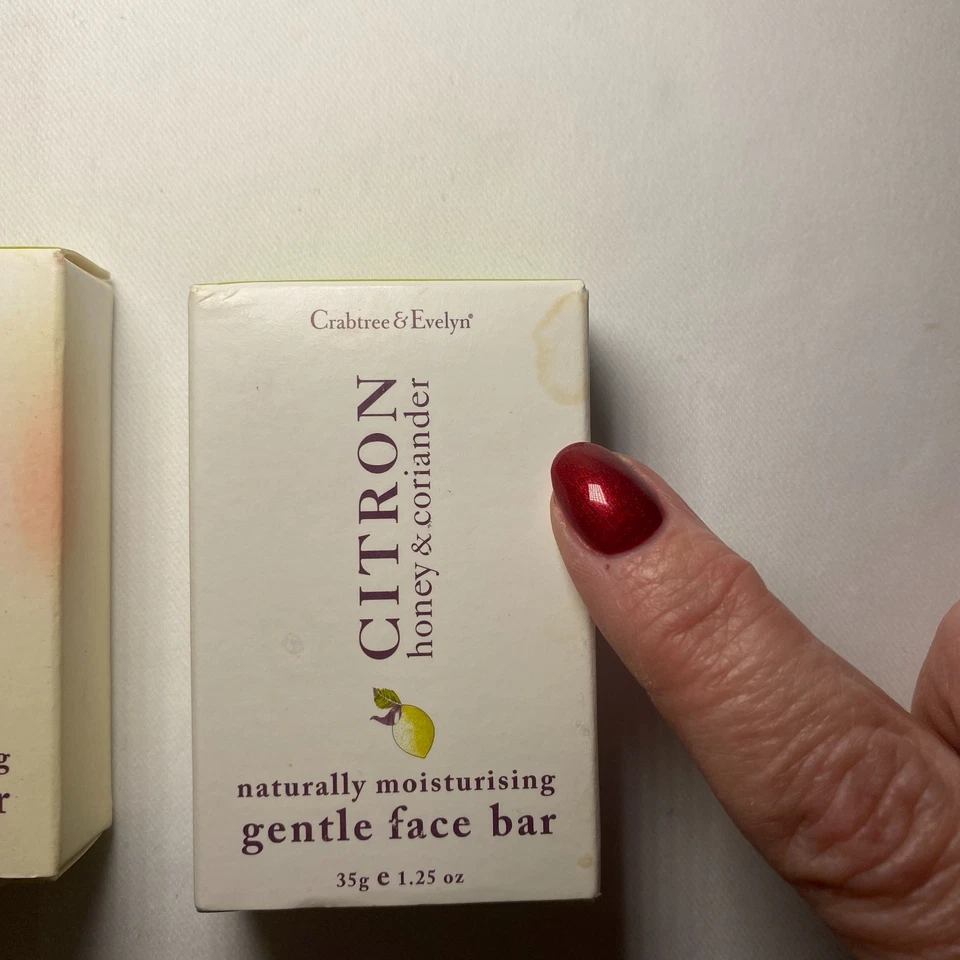 Crabtree & Evelyn®
CITRON
honey & coriander
naturally moisturising
gentle face bar
35g e 1.25 oz
g
r